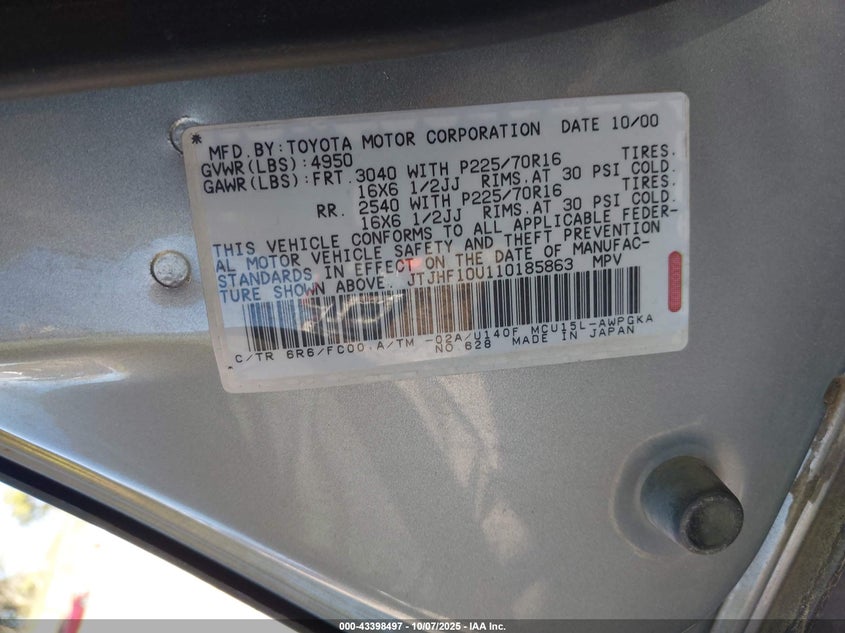 * MFD. BY: TOYOTA MOTOR CORPORATION DATE 10/00
GVWR(LBS): 4950
GAWR(LBS): FRT. 3040 WITH P225/70R16 TIRES.
16X6 1/2JJ RIMS. AT 30 PSI COLD.
RR. 2540 WITH P225/70R16 TIRES.
16X6 1/2JJ RIMS. AT 30 PSI COLD.
THIS VEHICLE CONFORMS TO ALL APPLICABLE FEDER-
AL MOTOR VEHICLE SAFETY AND THEFT PREVENTION
STANDARDS IN EFFECT ON THE DATE OF MANUFAC-
TURE SHOWN ABOVE. JTJHF10U110185863 MPV
C/TR 6R6/FC00.A/TM -02A/U140F MCU15L-AWPGKA
NO.628 MADE IN JAPAN
000-43398497 - 10/07/2025 - IAA Inc.